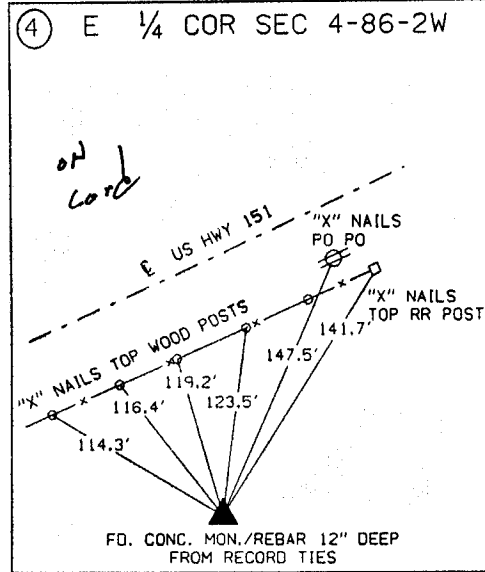 4 E 1/4 COR SEC 4-86-2W
on
Card
℄ US HWY 151
"X" NAILS
PO PO
"X" NAILS
TOP RR POST
"X" NAILS TOP WOOD POSTS
141.7'
147.5'
119.2'
123.5'
116.4'
114.3'
FD. CONC. MON./REBAR 12" DEEP
FROM RECORD TIES